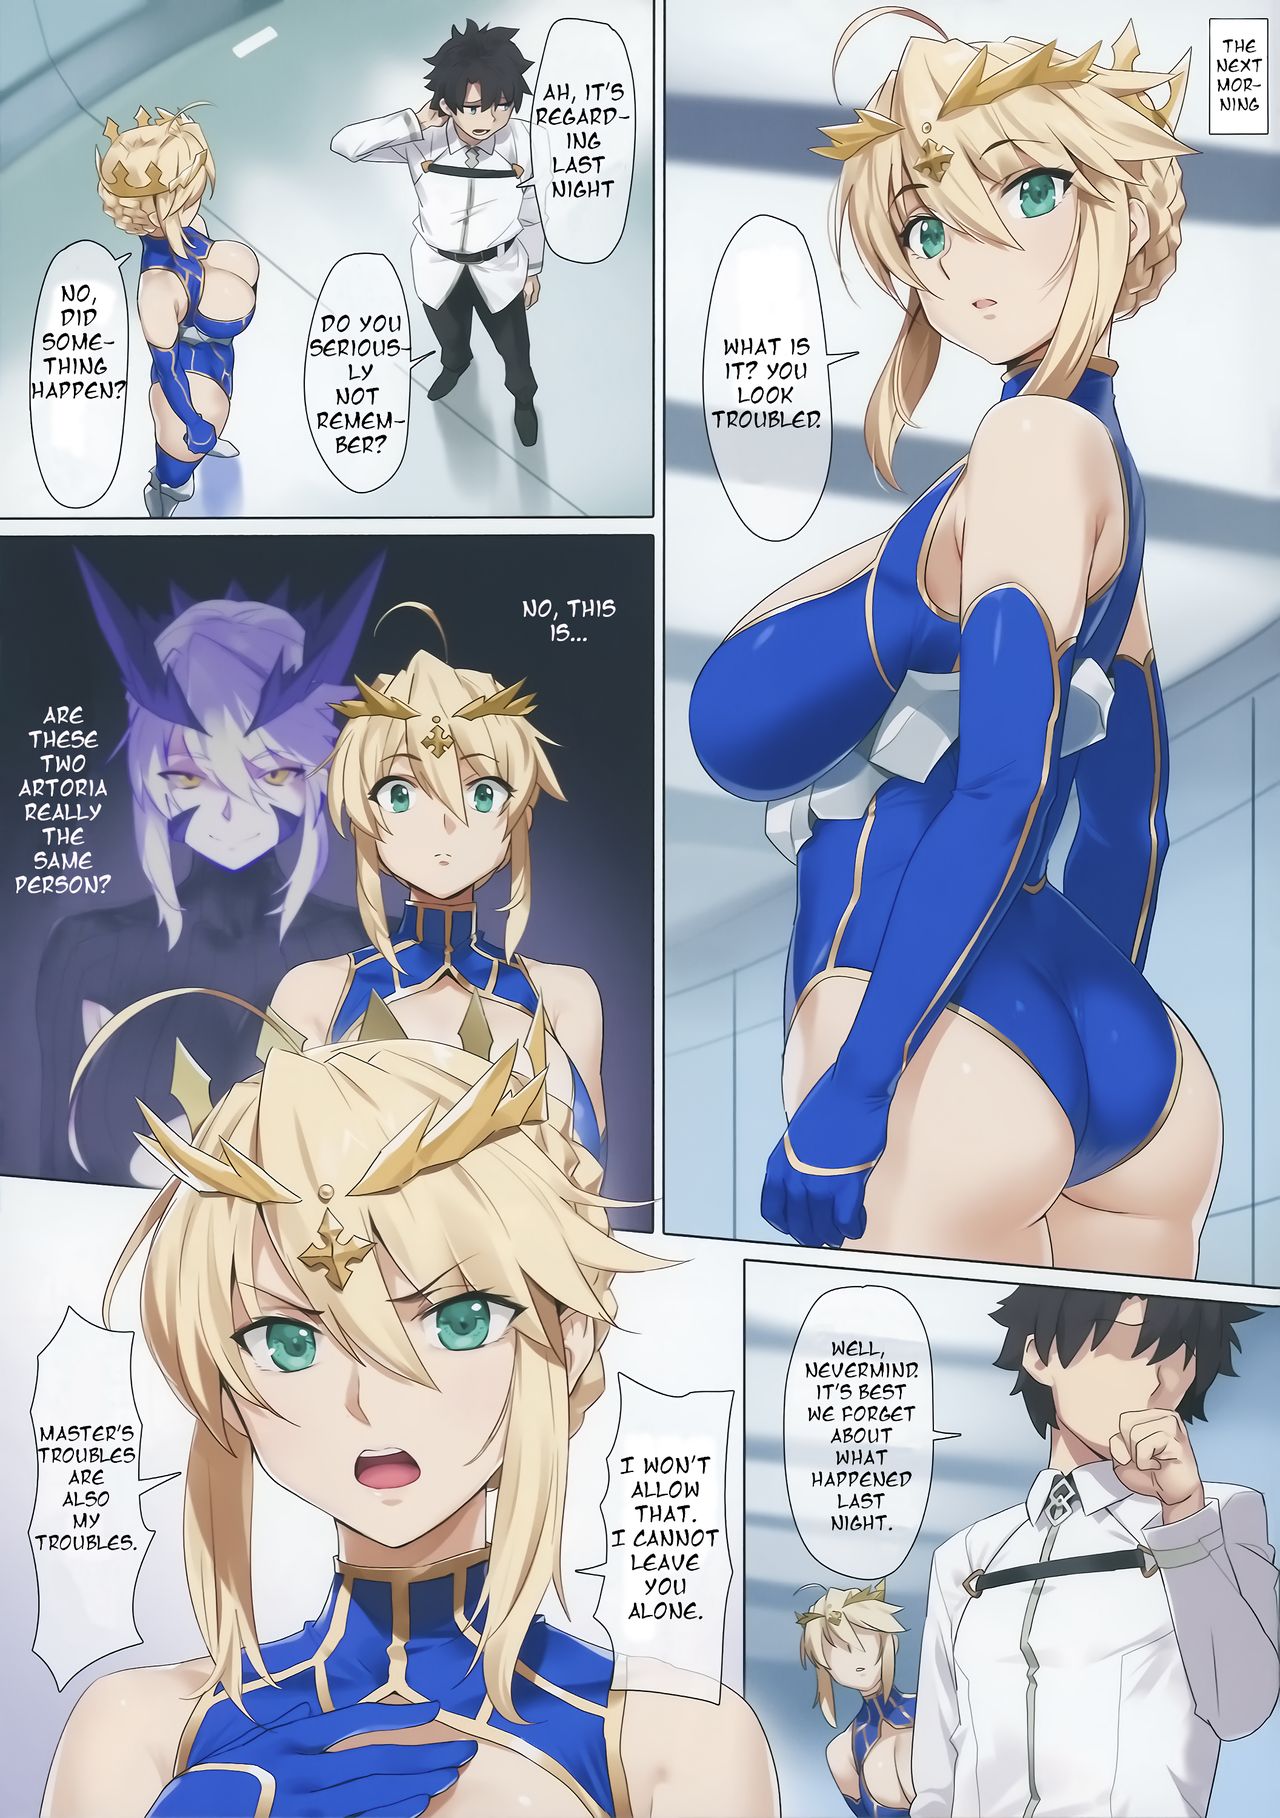 THE
NEXT
MOR-
NING
WHAT IS
IT? YOU
LOOK
TROUBLED.
AH, IT'S
REGARD-
ING
LAST
NIGHT
DO YOU
SERIOUS-
LY
NOT
REMEM-
BER?
NO,
DID
SOME-
THING
HAPPEN?
NO, THIS
IS...
ARE
THESE
TWO
ARTORIA
REALLY
THE
SAME
PERSON?
WELL,
NEVERMIND.
IT'S BEST
WE FORGET
ABOUT
WHAT
HAPPENED
LAST
NIGHT.
I WON'T
ALLOW
THAT.
I CANNOT
LEAVE
YOU
ALONE.
MASTER'S
TROUBLES
ARE
ALSO
MY
TROUBLES.